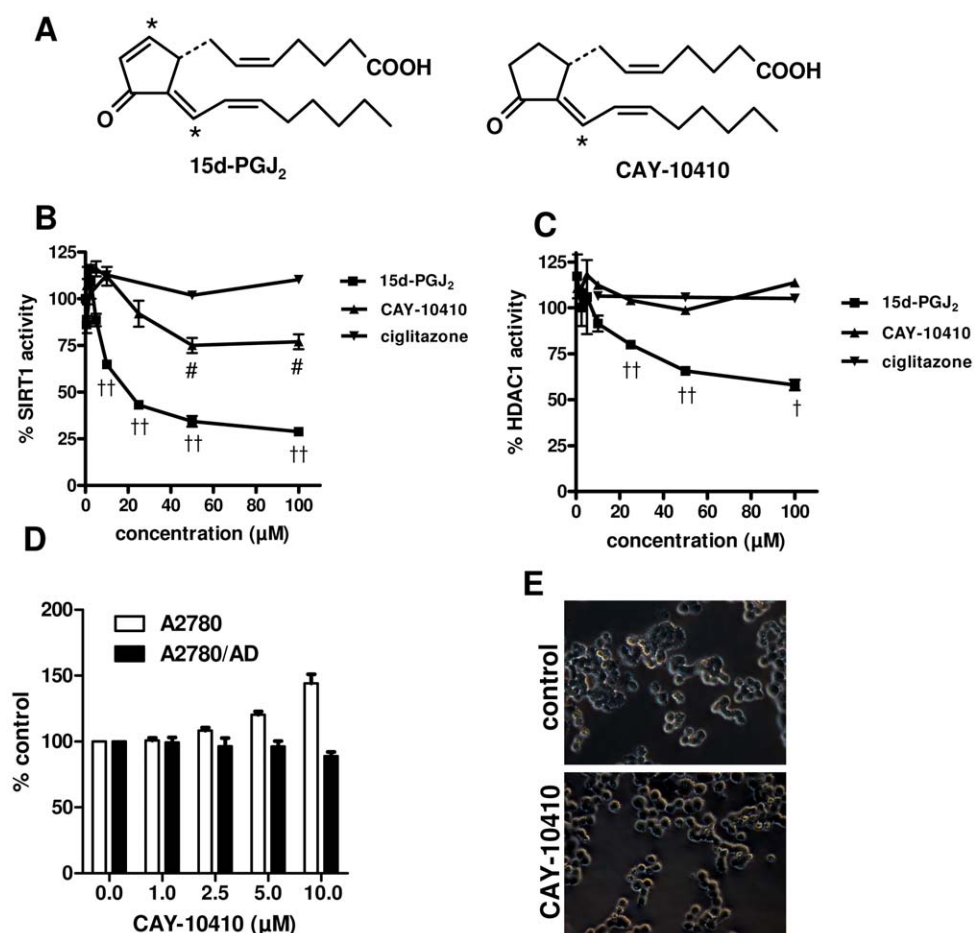 A
*
COOH
O
*
15d-PGJ₂
COOH
O
*
CAY-10410
B
% SIRT1 activity
125
100
75
50
25
0
0 20 40 60 80 100
concentration (μM)
15d-PGJ₂
CAY-10410
ciglitazone
#
#
††
††
††
††
C
% HDAC1 activity
125
100
75
50
25
0
0 20 40 60 80 100
concentration (μM)
15d-PGJ₂
CAY-10410
ciglitazone
††
††
†
D
% control
200
150
100
50
0
A2780
A2780/AD
0.0 1.0 2.5 5.0 10.0
CAY-10410 (μM)
E
control
CAY-10410